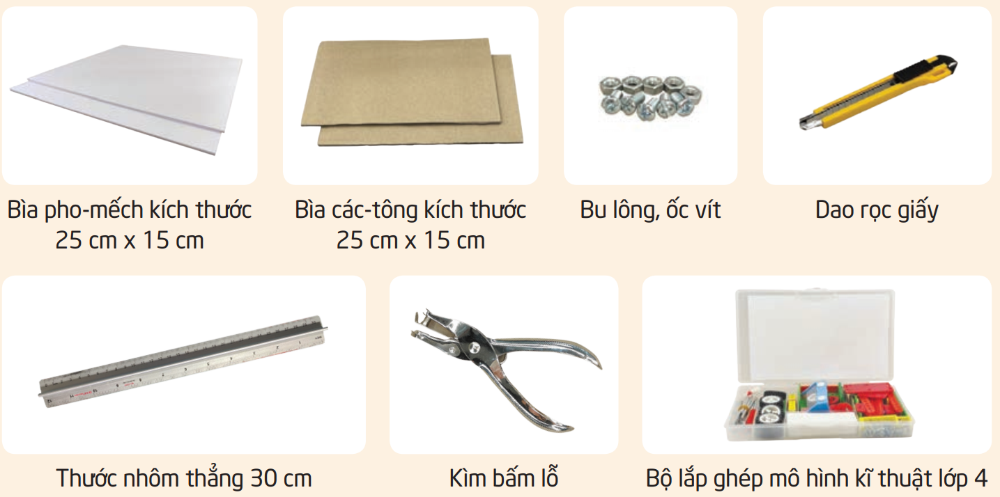 Bìa pho-mếch kích thước
25 cm x 15 cm
Bìa các-tông kích thước
25 cm x 15 cm
Bu lông, ốc vít
Dao rọc giấy
Thước nhôm thẳng 30 cm
Kìm bấm lỗ
Bộ lắp ghép mô hình kĩ thuật lớp 4